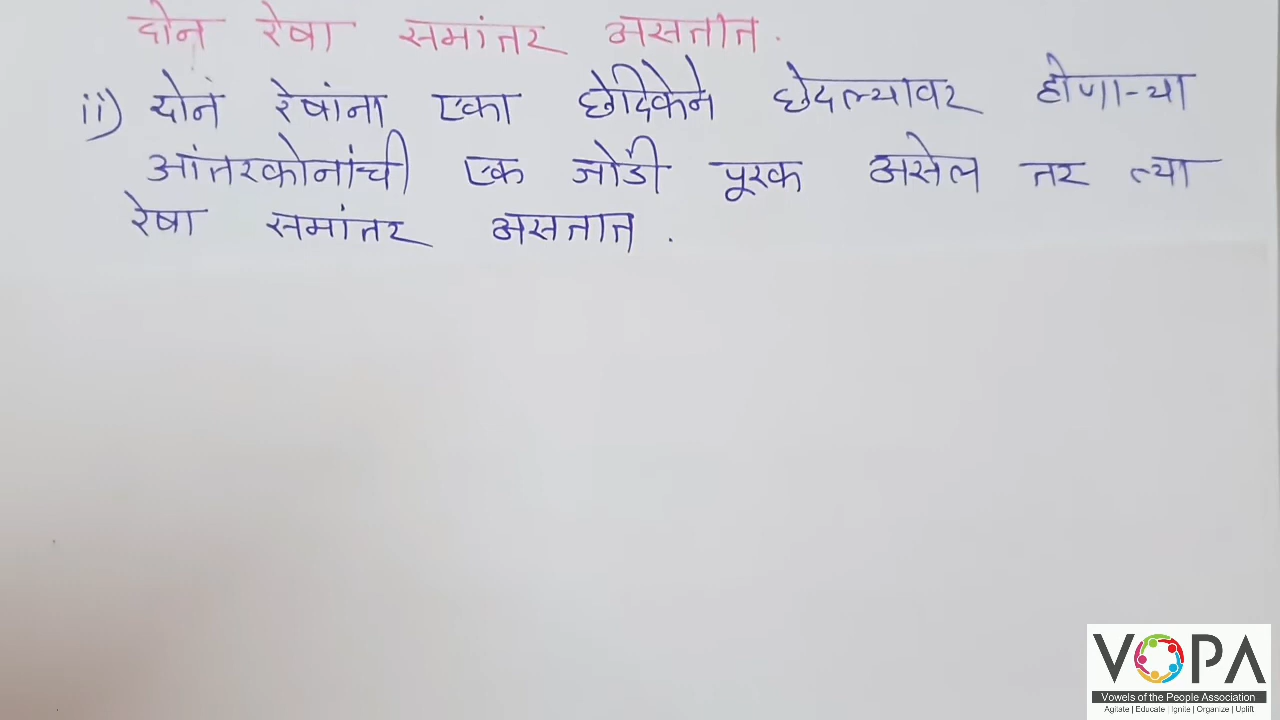 दोन रेषा समांतर असतात.
ii) दोन रेषांना एका छेदिकेने छेदल्यावर होणा-या
आंतरकोनांची एक जोडी पूरक असेल तर त्या
रेषा समांतर असतात.
VOPA
Vowels of the People Association
Agitate | Educate | Ignite | Organize | Uplift